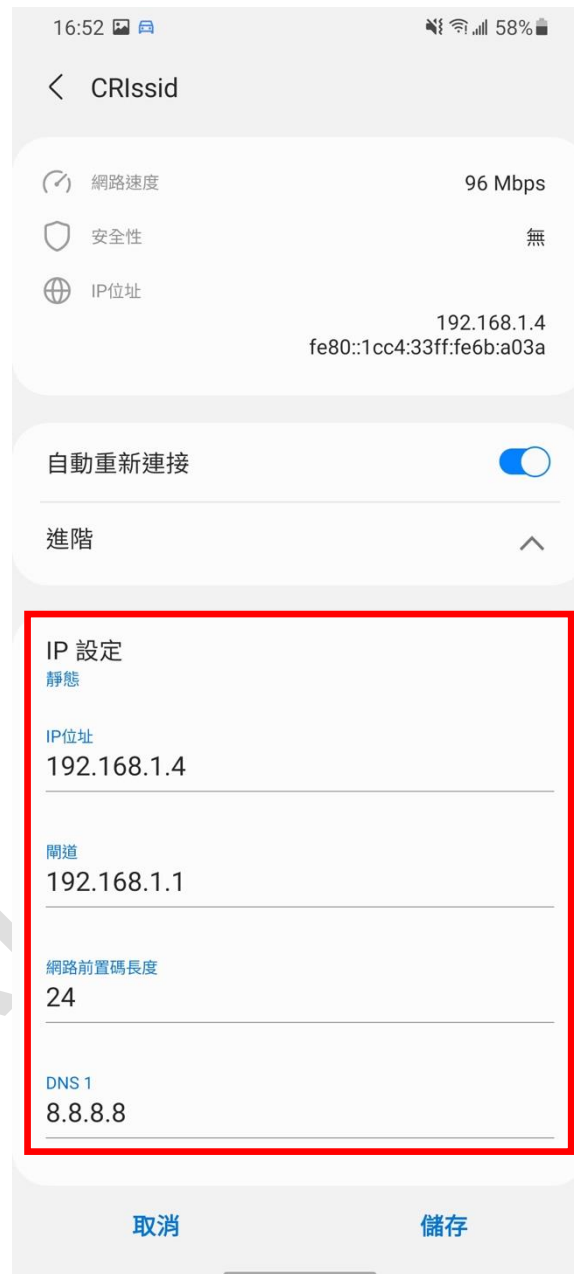 16:52 58%
CRIssid
網路速度 96 Mbps
安全性 無
IP位址
192.168.1.4
fe80::1cc4:33ff:fe6b:a03a
自動重新連接
進階
IP 設定
靜態
IP位址
192.168.1.4
閘道
192.168.1.1
網路前置碼長度
24
DNS 1
8.8.8.8
取消 儲存